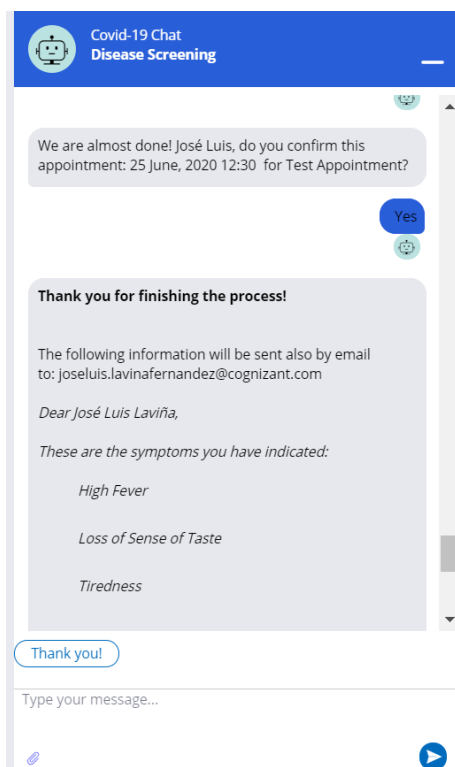 Covid-19 Chat
Disease Screening
We are almost done! José Luis, do you confirm this
appointment: 25 June, 2020 12:30  for Test Appointment?
Yes
Thank you for finishing the process!
The following information will be sent also by email
to: joseluis.lavinafernandez@cognizant.com
Dear José Luis Laviña,
These are the symptoms you have indicated:
High Fever
Loss of Sense of Taste
Tiredness
Thank you!
Type your message...